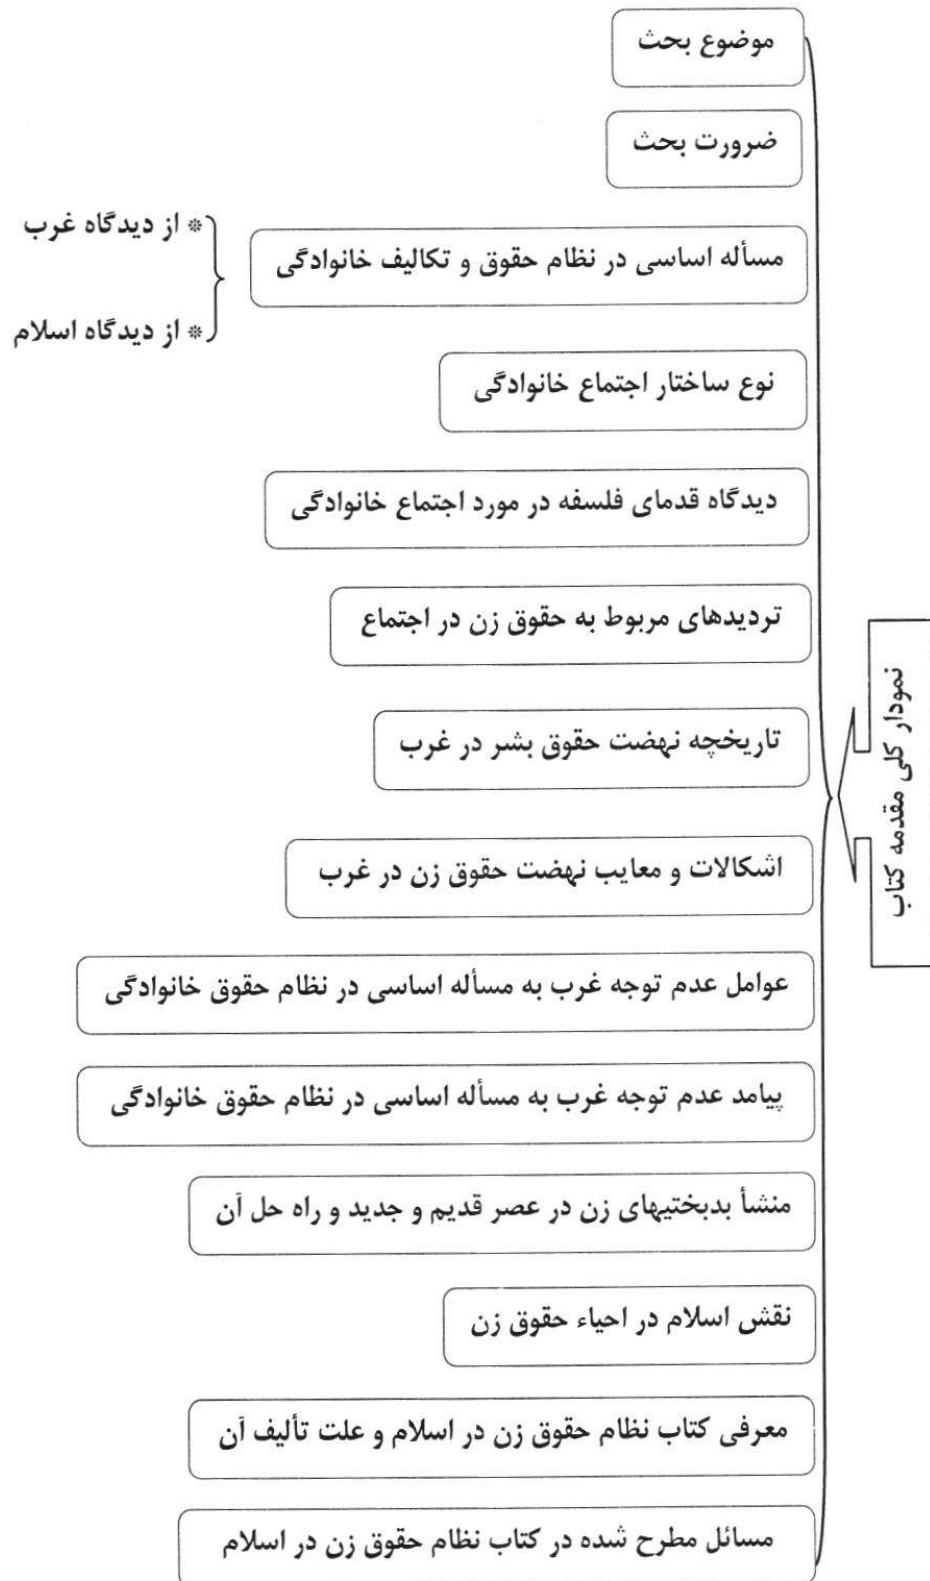 نمودار کلی مقدمه کتاب
موضوع بحث
ضرورت بحث
مسأله اساسی در نظام حقوق و تکالیف خانوادگی
* از دیدگاه غرب
* از دیدگاه اسلام
نوع ساختار اجتماع خانوادگی
دیدگاه قدمای فلسفه در مورد اجتماع خانوادگی
تردیدهای مربوط به حقوق زن در اجتماع
تاریخچه نهضت حقوق بشر در غرب
اشکالات و معایب نهضت حقوق زن در غرب
عوامل عدم توجه غرب به مسأله اساسی در نظام حقوق خانوادگی
پیامد عدم توجه غرب به مسأله اساسی در نظام حقوق خانوادگی
منشأ بدبختیهای زن در عصر قدیم و جدید و راه حل آن
نقش اسلام در احیاء حقوق زن
معرفی کتاب نظام حقوق زن در اسلام و علت تألیف آن
مسائل مطرح شده در کتاب نظام حقوق زن در اسلام